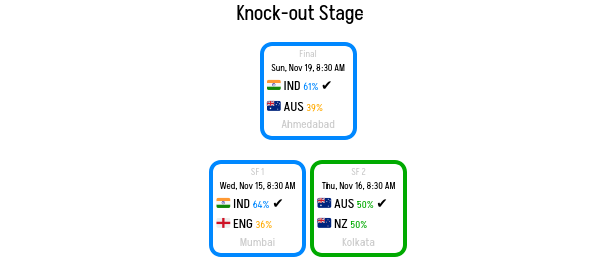 Knock-out Stage
Final
Sun, Nov 19, 8:30 AM
IND 61% ✔
AUS 39%
Ahmedabad
SF 1
Wed, Nov 15, 8:30 AM
IND 64% ✔
ENG 36%
Mumbai
SF 2
Thu, Nov 16, 8:30 AM
AUS 50% ✔
NZ 50%
Kolkata